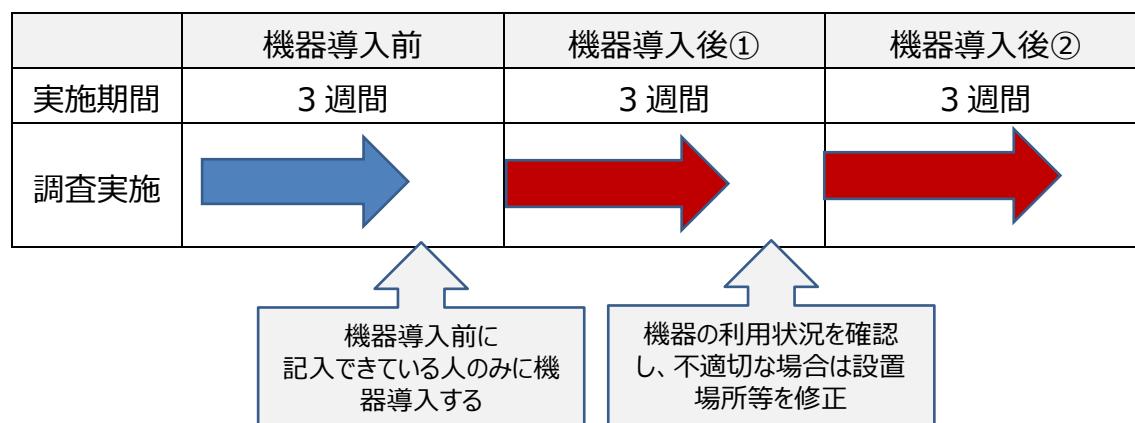 機器導入前 機器導入後① 機器導入後②
実施期間 3週間 3週間 3週間
調査実施
機器導入前に
記入できている人のみに機
器導入する
機器の利用状況を確認
し、不適切な場合は設置
場所等を修正